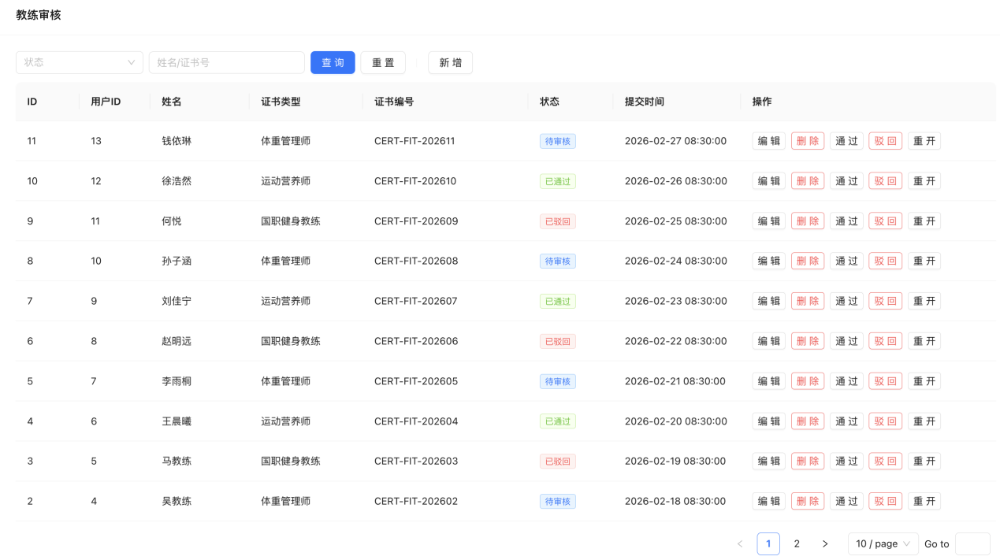 教练审核
状态 姓名/证书号 查 询 重 置 新 增
ID 用户ID 姓名 证书类型 证书编号 状态 提交时间 操作
11 13 钱依琳 体重管理师 CERT-FIT-202611 待审核 2026-02-27 08:30:00 编 辑 删 除 通 过 驳 回 重 开
10 12 徐浩然 运动营养师 CERT-FIT-202610 已通过 2026-02-26 08:30:00 编 辑 删 除 通 过 驳 回 重 开
9 11 何悦 国职健身教练 CERT-FIT-202609 已驳回 2026-02-25 08:30:00 编 辑 删 除 通 过 驳 回 重 开
8 10 孙子涵 体重管理师 CERT-FIT-202608 待审核 2026-02-24 08:30:00 编 辑 删 除 通 过 驳 回 重 开
7 9 刘佳宁 运动营养师 CERT-FIT-202607 已通过 2026-02-23 08:30:00 编 辑 删 除 通 过 驳 回 重 开
6 8 赵明远 国职健身教练 CERT-FIT-202606 已驳回 2026-02-22 08:30:00 编 辑 删 除 通 过 驳 回 重 开
5 7 李雨桐 体重管理师 CERT-FIT-202605 待审核 2026-02-21 08:30:00 编 辑 删 除 通 过 驳 回 重 开
4 6 王晨曦 运动营养师 CERT-FIT-202604 已通过 2026-02-20 08:30:00 编 辑 删 除 通 过 驳 回 重 开
3 5 马教练 国职健身教练 CERT-FIT-202603 已驳回 2026-02-19 08:30:00 编 辑 删 除 通 过 驳 回 重 开
2 4 吴教练 体重管理师 CERT-FIT-202602 待审核 2026-02-18 08:30:00 编 辑 删 除 通 过 驳 回 重 开
1 2 10 / page Go to